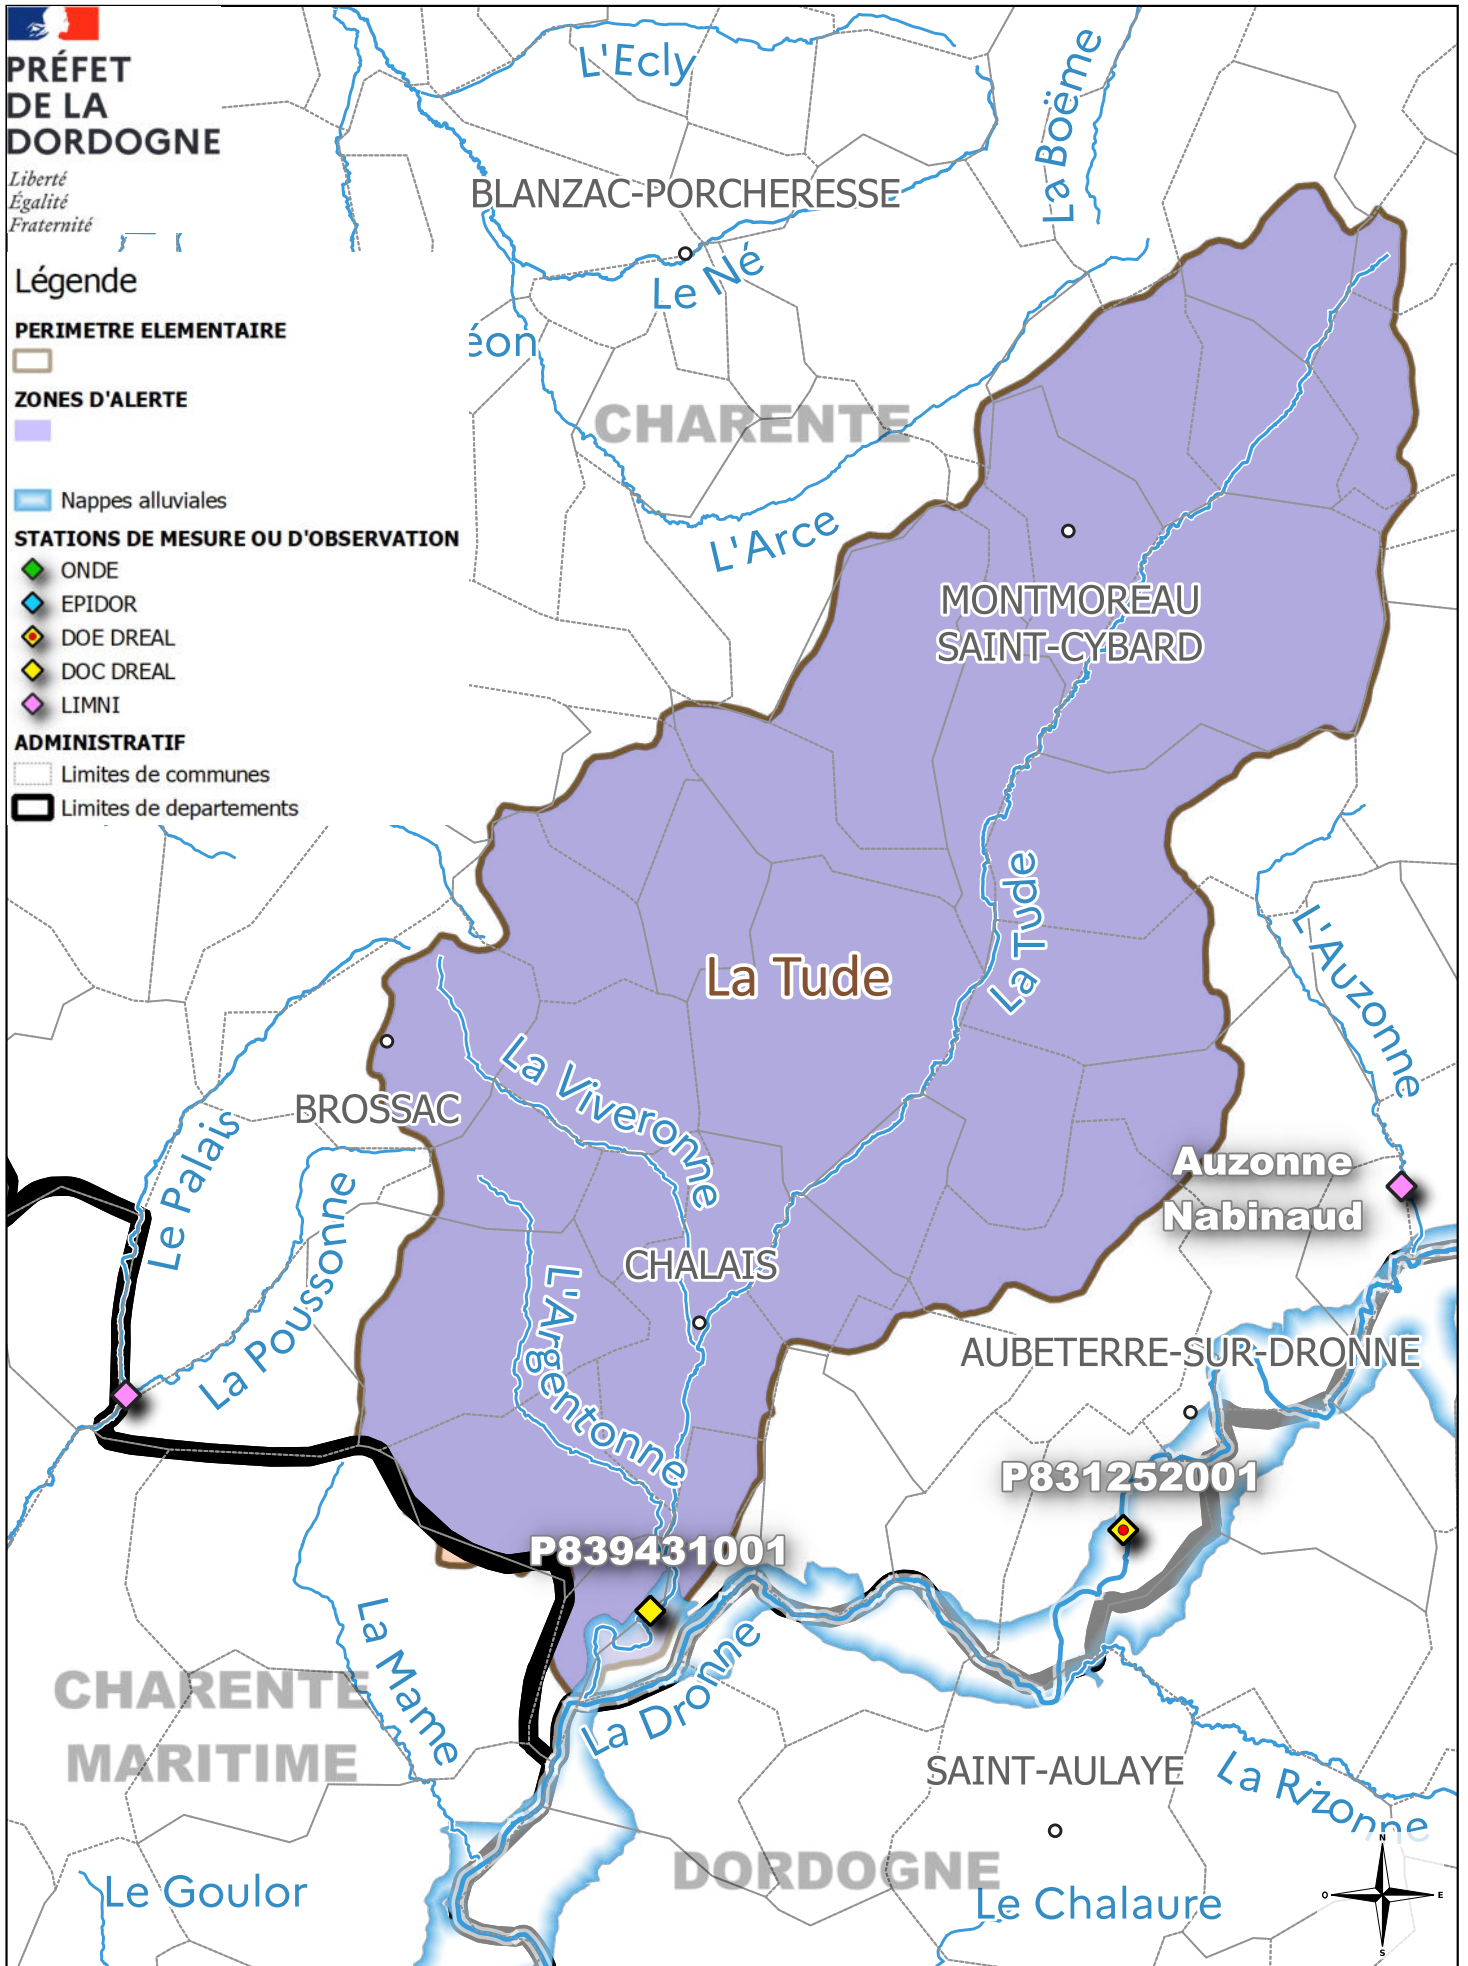 PRÉFET
DE LA
DORDOGNE
Liberté
Égalité
Fraternité
Légende
PERIMETRE ELEMENTAIRE
ZONES D'ALERTE
Nappes alluviales
STATIONS DE MESURE OU D'OBSERVATION
ONDE
EPIDOR
DOE DREAL
DOC DREAL
LIMNI
ADMINISTRATIF
Limites de communes
Limites de departements
L'Ecly
La Boëme
BLANZAC-PORCHERESSE
Le Né
éon
CHARENTE
L'Arce
MONTMOREAU
SAINT-CYBARD
La Tude
La Tude
L'Auzonne
La Viveronne
BROSSAC
Le Palais
La Poussonne
Auzonne
Nabinaud
CHALAIS
L'Argentonne
AUBETERRE-SUR-DRONNE
P831252001
P839431001
La Mame
La Dronne
CHARENTE
MARITIME
SAINT-AULAYE
La Rizonne
DORDOGNE
Le Goulor
Le Chalaure
N
O
E
S